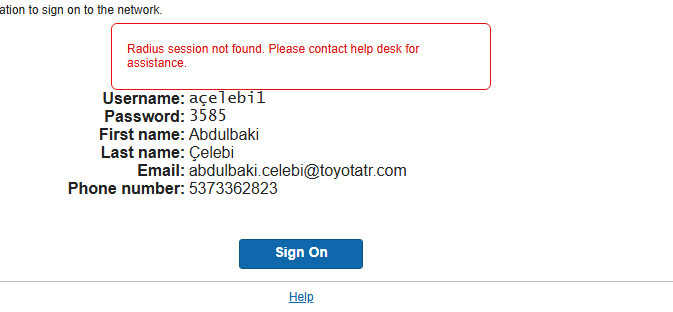 ation to sign on to the network.
Radius session not found. Please contact help desk for
assistance.
Username: açelebi1
Password: 3585
First name: Abdulbaki
Last name: Çelebi
Email: abdulbaki.celebi@toyotatr.com
Phone number: 5373362823
Sign On
Help